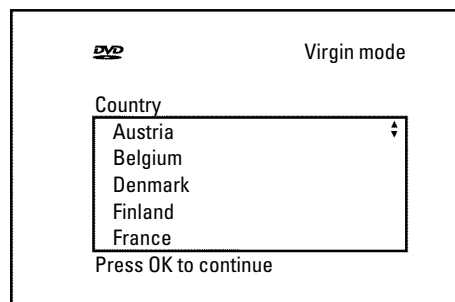 DVD
Virgin mode
Country
Austria
Belgium
Denmark
Finland
France
Press OK to continue